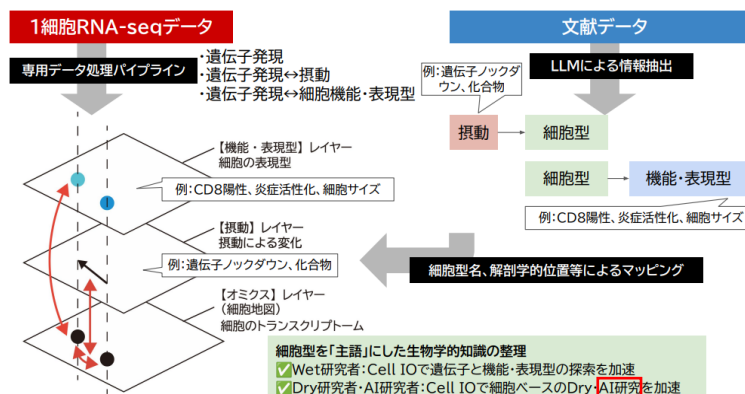 1細胞RNA-seqデータ
文献データ
専用データ処理パイプライン
・遺伝子発現
・遺伝子発現↔摂動
・遺伝子発現↔細胞機能・表現型
例：遺伝子ノックダ
ウン、化合物
LLMによる情報抽出
摂動
細胞型
細胞型
機能・表現型
例：CD8陽性、炎症活性化、細胞サイズ
【機能・表現型】レイヤー
細胞の表現型
例：CD8陽性、炎症活性化、細胞サイズ
【摂動】レイヤー
摂動による変化
例：遺伝子ノックダウン、化合物
細胞型名、解剖学的位置等によるマッピング
【オミクス】レイヤー
（細胞地図）
細胞のトランスクリプトーム
細胞型を「主語」にした生物学的知識の整理
✅Wet研究者：Cell IOで遺伝子と機能・表現型の探索を加速
✅Dry研究者・AI研究者：Cell IOで細胞ベースのDry・AI研究を加速